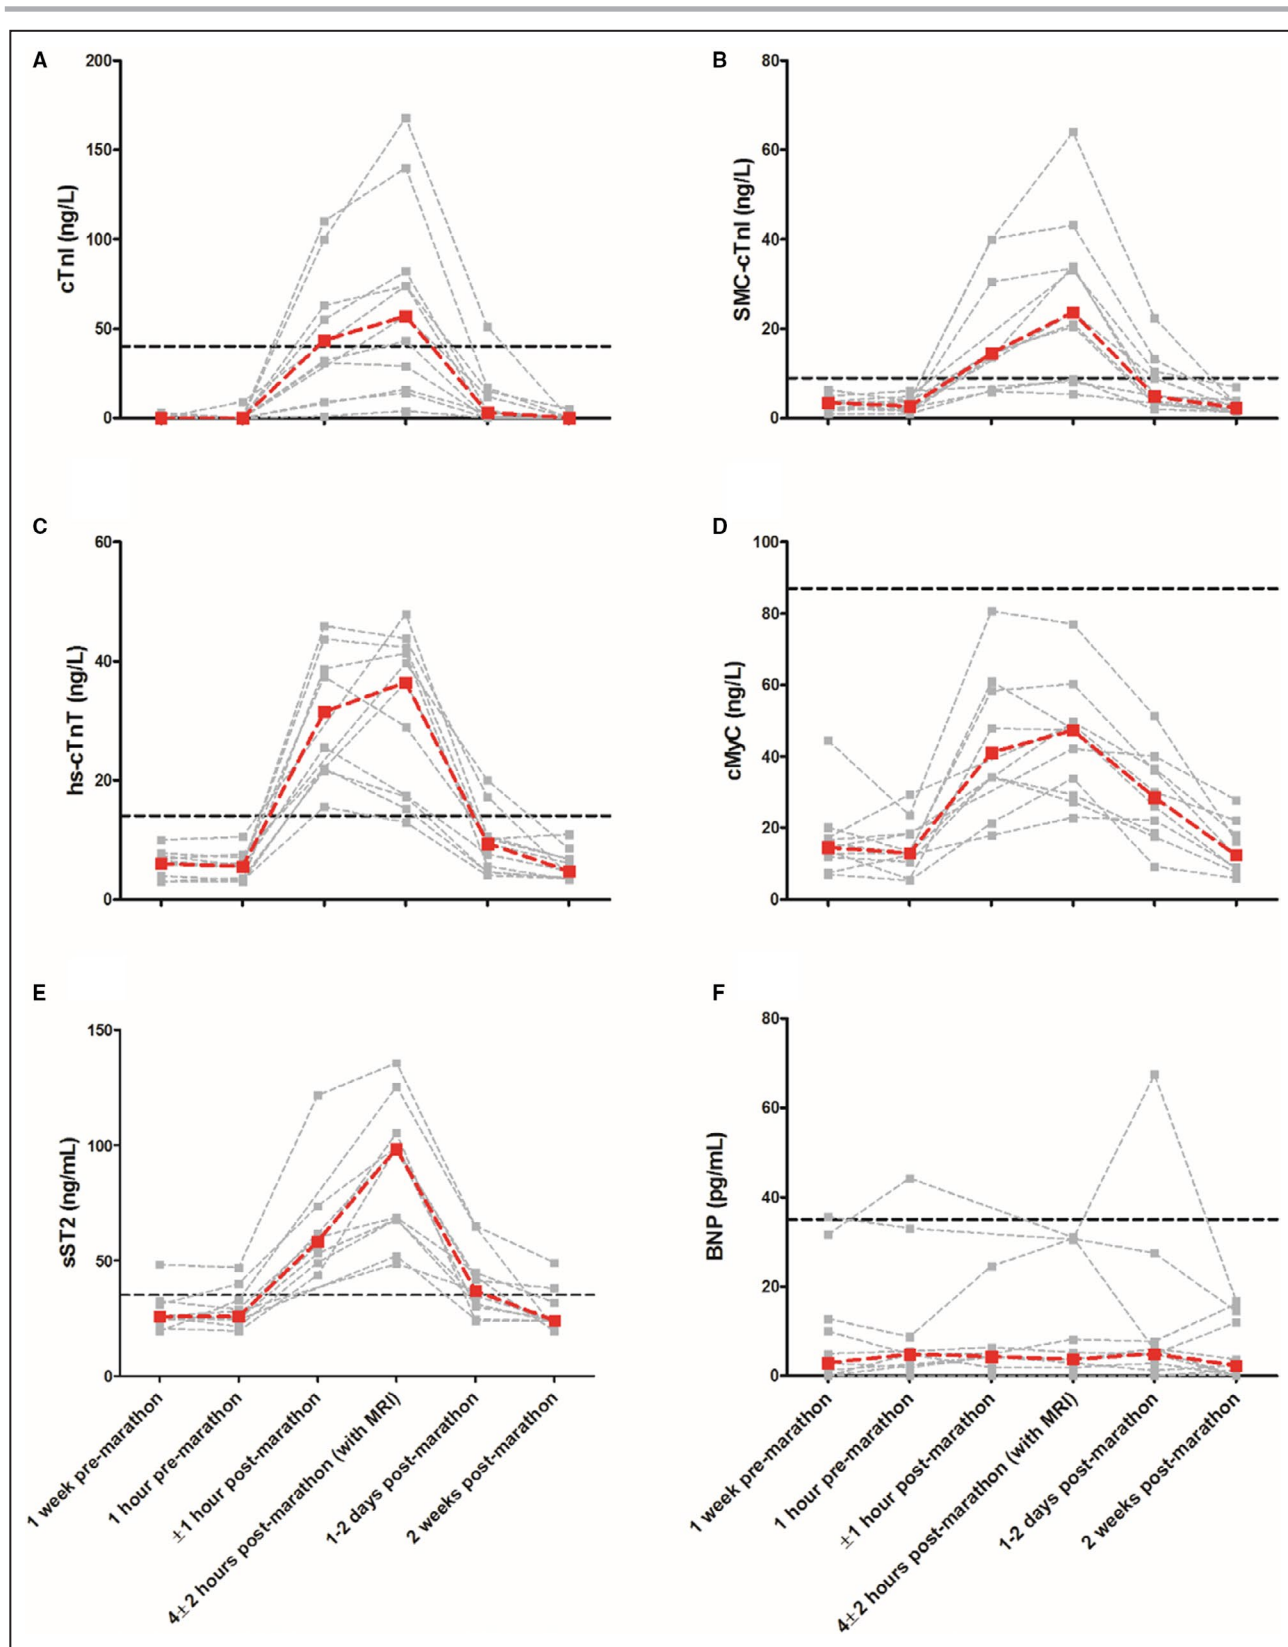 A
B
200
150
100
50
0
cTnI (ng/L)
80
60
40
20
0
SMC-cTnI (ng/L)
C
D
60
40
20
0
hs-cTnT (ng/L)
100
80
60
40
20
0
cMyC (ng/L)
E
F
150
100
50
0
sST2 (ng/mL)
80
60
40
20
0
BNP (pg/mL)
1 week pre-marathon
1 hour pre-marathon
±1 hour post-marathon
4±2 hours post-marathon (with MRI)
1-2 days post-marathon
2 weeks post-marathon
1 week pre-marathon
1 hour pre-marathon
±1 hour post-marathon
4±2 hours post-marathon (with MRI)
1-2 days post-marathon
2 weeks post-marathon